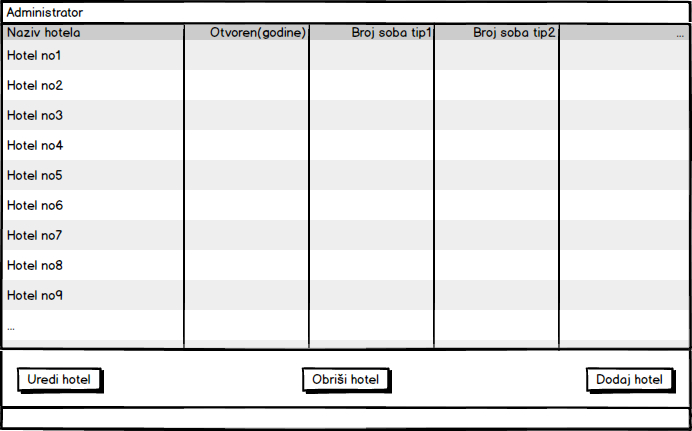 Administrator
Naziv hotela Otvoren(godine) Broj soba tip1 Broj soba tip2 ...
Hotel no1
Hotel no2
Hotel no3
Hotel no4
Hotel no5
Hotel no6
Hotel no7
Hotel no8
Hotel no9
...
Uredi hotel Obriši hotel Dodaj hotel